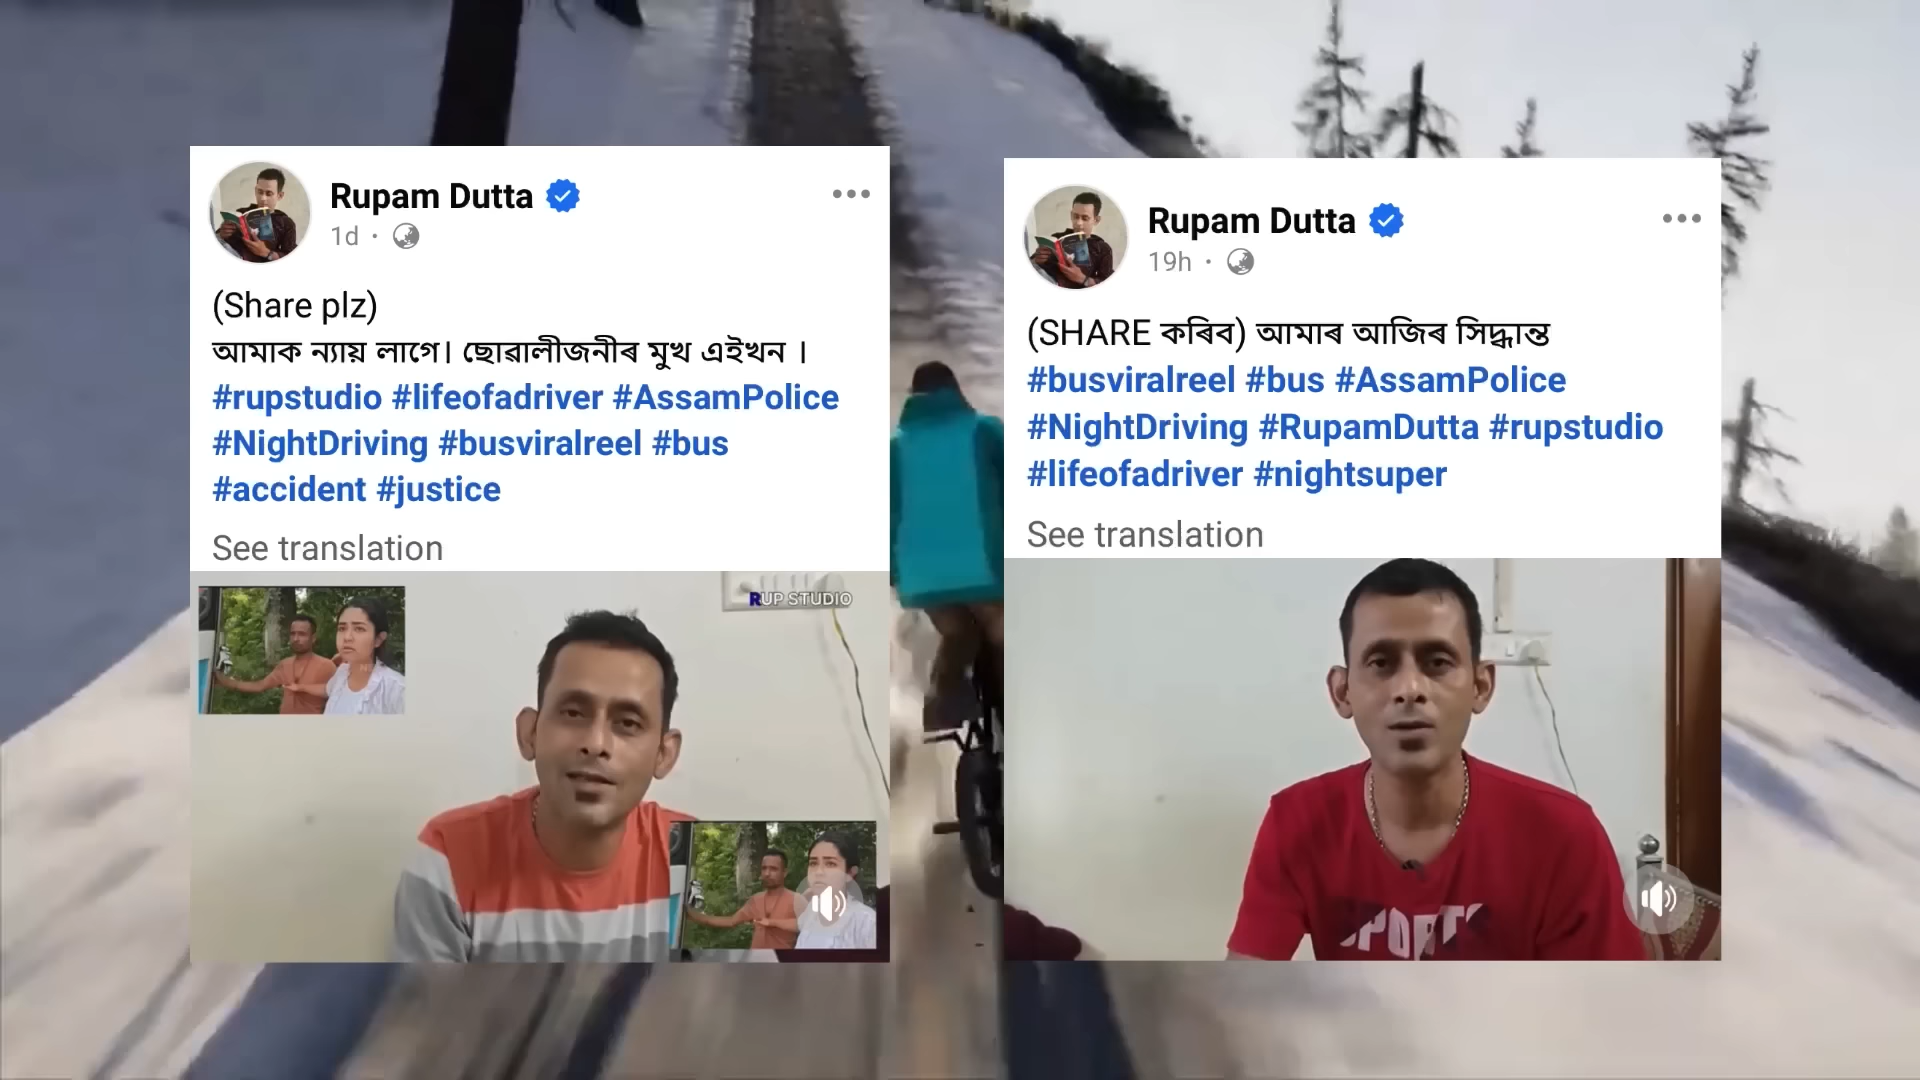 Rupam Dutta
1d
(Share plz)
আমাক ন্যায় লাগে। ছোৱালীজনীৰ মুখ এইখন ।
#rupstudio #lifeofadriver #AssamPolice
#NightDriving #busviralreel #bus
#accident #justice
See translation
RUP STUDIO
Rupam Dutta
19h
(SHARE কৰিব) আমাৰ আজিৰ সিদ্ধান্ত
#busviralreel #bus #AssamPolice
#NightDriving #RupamDutta #rupstudio
#lifeofadriver #nightsuper
See translation
SPORTS